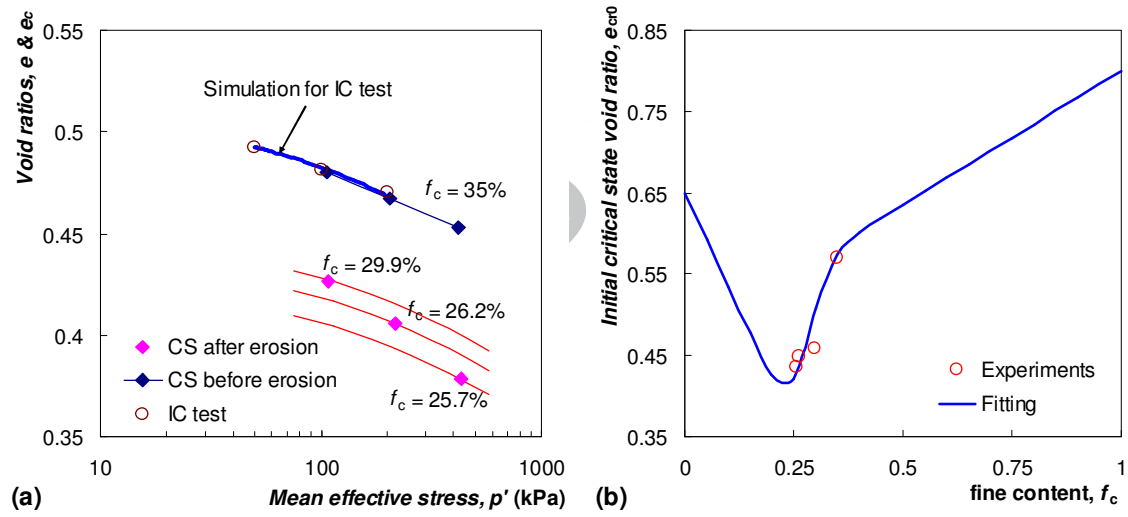 Void ratios, e & ec
0.55
0.5
0.45
0.4
0.35
10
100
1000
Mean effective stress, p' (kPa)
(a)
Simulation for IC test
fc = 35%
fc = 29.9%
fc = 26.2%
fc = 25.7%
CS after erosion
CS before erosion
IC test
Initial critical state void ratio, ecr0
0.85
0.75
0.65
0.55
0.45
0.35
0
0.25
0.5
0.75
1
fine content, fc
(b)
Experiments
Fitting